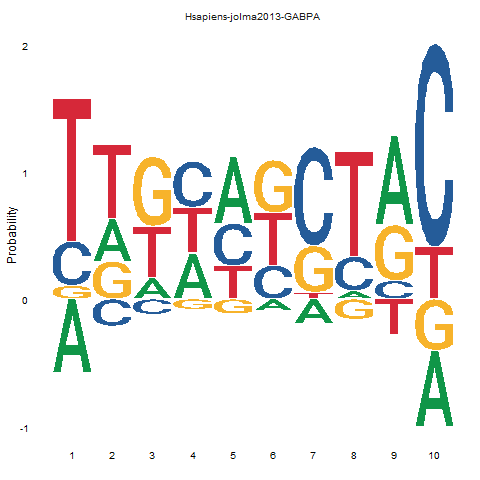 Hsapiens-jolma2013-GABPA
2
1
0
-1
Probability
T C G A
T A G C
G T A C
C T A G
A C T G
G T C A
C G T A
T C A G
A G C T
C T G A
1 2 3 4 5 6 7 8 9 10